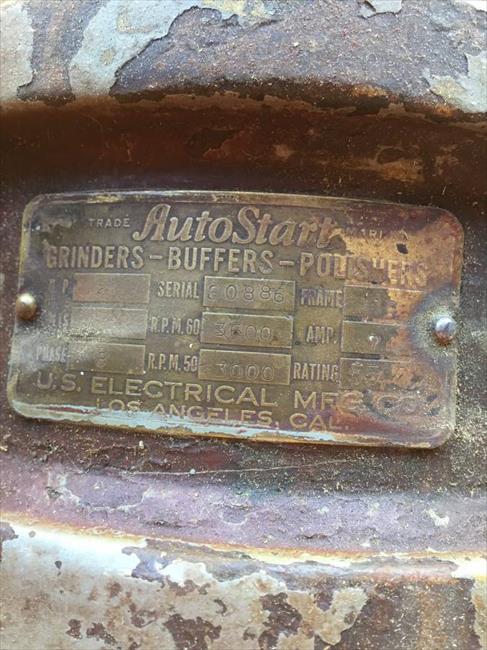 TRADE AutoStart MARK
GRINDERS-BUFFERS-POLISHERS
H.P. SERIAL 60886 FRAME
R.P.M. 60 3600 AMP.
PHASE 3 R.P.M. 50 3000 RATING
U.S. ELECTRICAL MFG. CO.
LOS ANGELES, CAL.